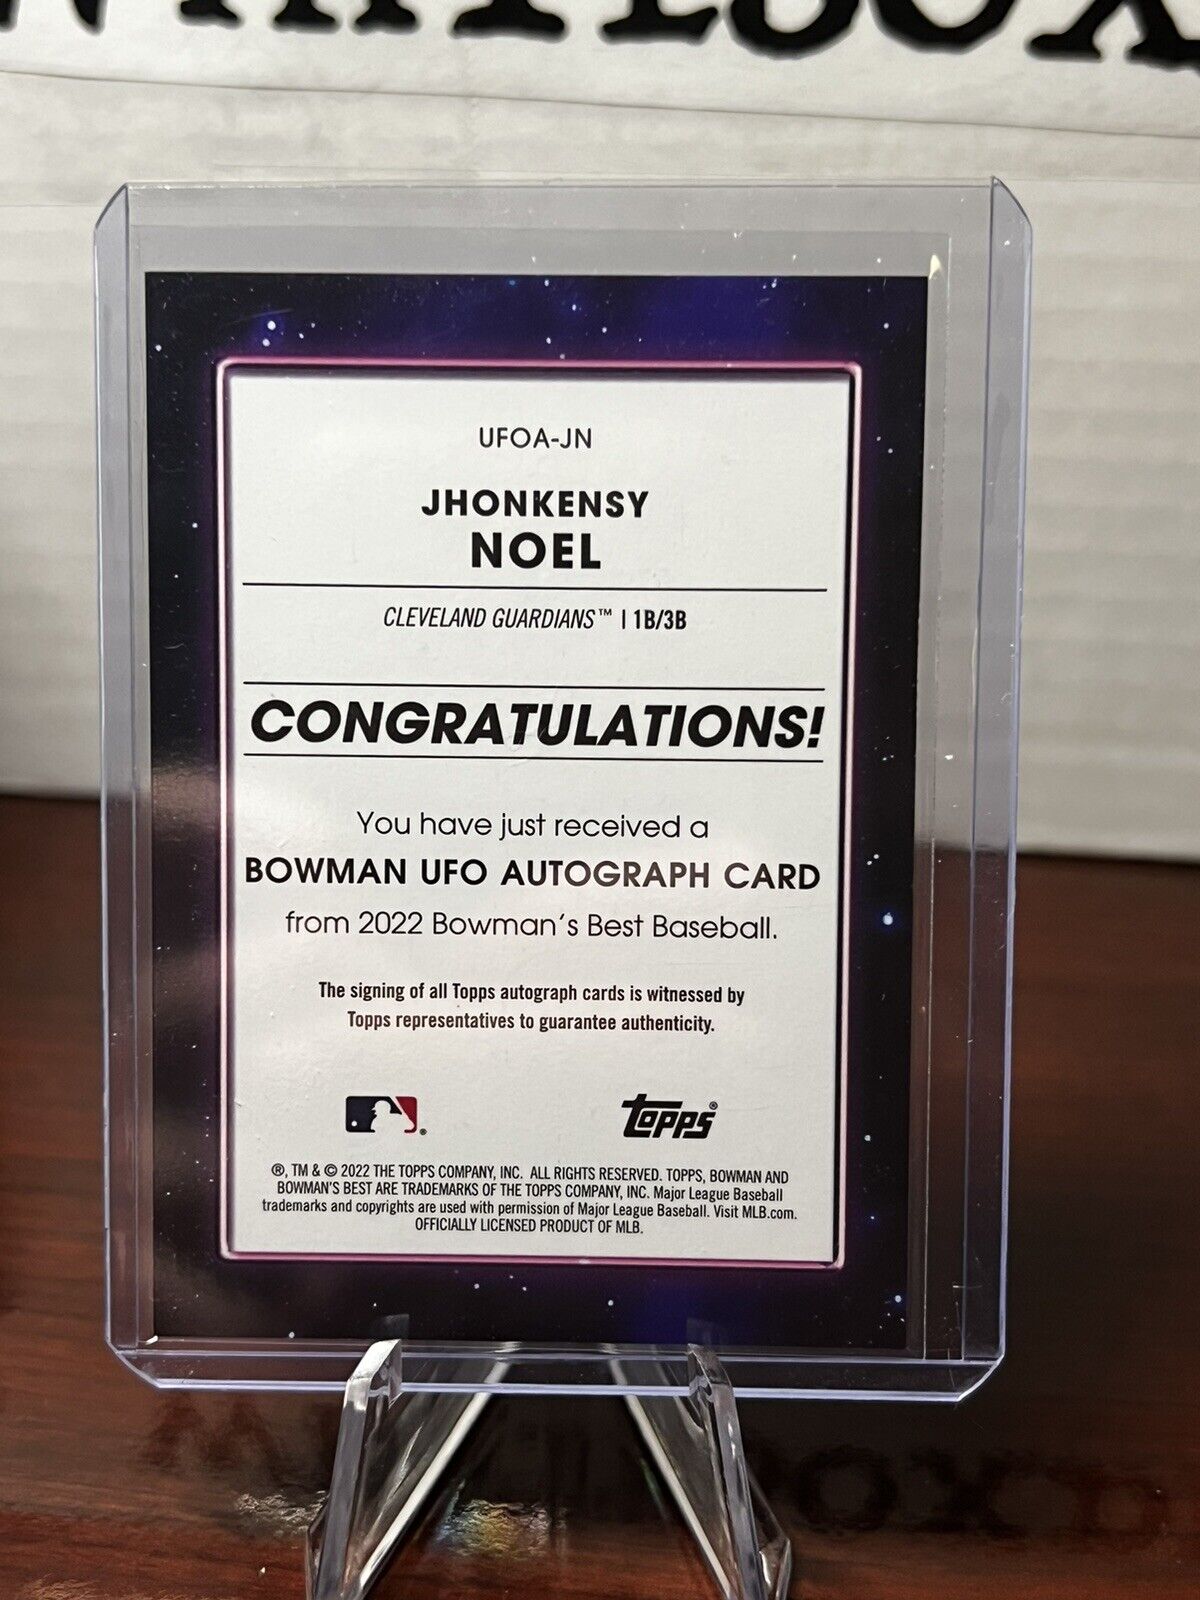 WHITESOX
UFOA-JN
JHONKENSY
NOEL
CLEVELAND GUARDIANS™ | 1B/3B
CONGRATULATIONS!
You have just received a
BOWMAN UFO AUTOGRAPH CARD
from 2022 Bowman's Best Baseball.
The signing of all Topps autograph cards is witnessed by
Topps representatives to guarantee authenticity.
topps®
®, TM & © 2022 THE TOPPS COMPANY, INC. ALL RIGHTS RESERVED. TOPPS, BOWMAN AND
BOWMAN'S BEST ARE TRADEMARKS OF THE TOPPS COMPANY, INC. Major League Baseball
trademarks and copyrights are used with permission of Major League Baseball. Visit MLB.com.
OFFICIALLY LICENSED PRODUCT OF MLB.